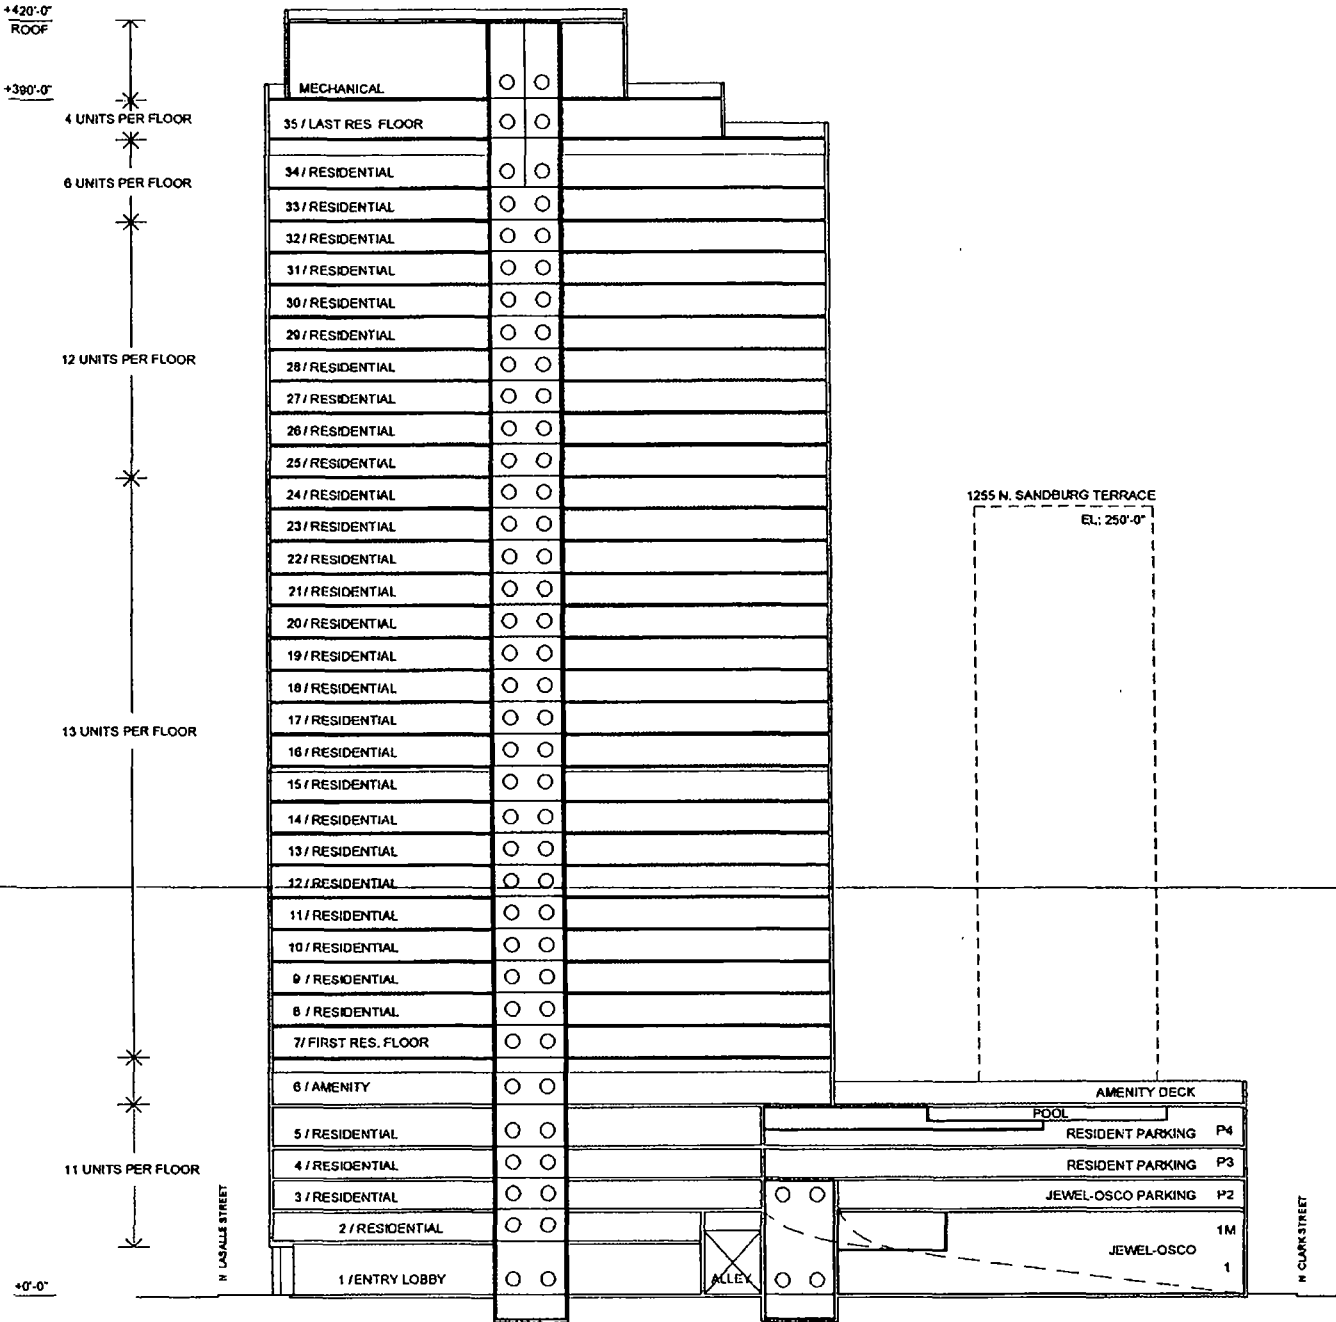 +420'-0"
ROOF
+390'-0"
MECHANICAL
4 UNITS PER FLOOR
35 / LAST RES. FLOOR
34 / RESIDENTIAL
6 UNITS PER FLOOR
33 / RESIDENTIAL
32 / RESIDENTIAL
31 / RESIDENTIAL
30 / RESIDENTIAL
29 / RESIDENTIAL
12 UNITS PER FLOOR
28 / RESIDENTIAL
27 / RESIDENTIAL
26 / RESIDENTIAL
25 / RESIDENTIAL
24 / RESIDENTIAL
1255 N. SANDBURG TERRACE
EL: 250'-0"
23 / RESIDENTIAL
22 / RESIDENTIAL
21 / RESIDENTIAL
20 / RESIDENTIAL
19 / RESIDENTIAL
18 / RESIDENTIAL
17 / RESIDENTIAL
13 UNITS PER FLOOR
16 / RESIDENTIAL
15 / RESIDENTIAL
14 / RESIDENTIAL
13 / RESIDENTIAL
12 / RESIDENTIAL
11 / RESIDENTIAL
10 / RESIDENTIAL
9 / RESIDENTIAL
8 / RESIDENTIAL
7 / FIRST RES. FLOOR
6 / AMENITY
AMENITY DECK
POOL
5 / RESIDENTIAL
RESIDENT PARKING P4
11 UNITS PER FLOOR
4 / RESIDENTIAL
RESIDENT PARKING P3
3 / RESIDENTIAL
JEWEL-OSCO PARKING P2
2 / RESIDENTIAL
1M
JEWEL-OSCO
1
1 / ENTRY LOBBY
ALLEY
N LASALLE STREET
N CLARK STREET
+0'-0"